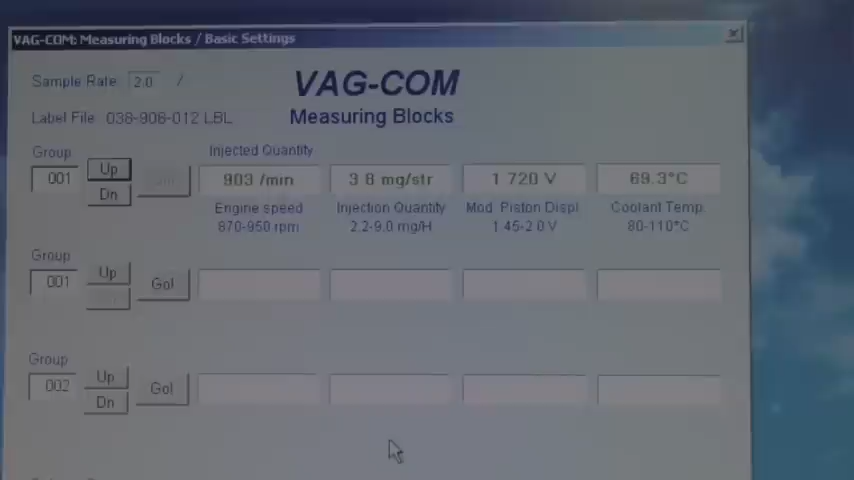 VAG-COM: Measuring Blocks / Basic Settings
Sample Rate: 2.0 /
VAG-COM
Label File: 038-906-012.LBL
Measuring Blocks
Group
Injected Quantity
001
Up
Dn
903 /min
3.8 mg/str
1.720 V
69.3°C
Engine speed
Injection Quantity
Mod. Piston Displ.
Coolant Temp.
870-950 rpm
2.2-9.0 mg/H
1.45-2.0 V
80-110°C
Group
001
Up
Go!
Group
002
Up
Dn
Go!